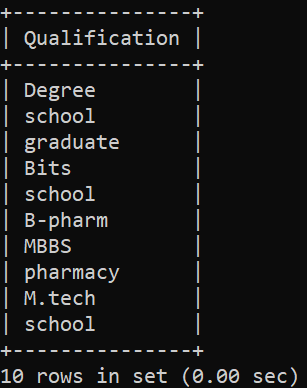 +---------------+
| Qualification |
+---------------+
| Degree        |
| school        |
| graduate      |
| Bits          |
| school        |
| B-pharm       |
| MBBS          |
| pharmacy      |
| M.tech        |
| school        |
+---------------+
10 rows in set (0.00 sec)